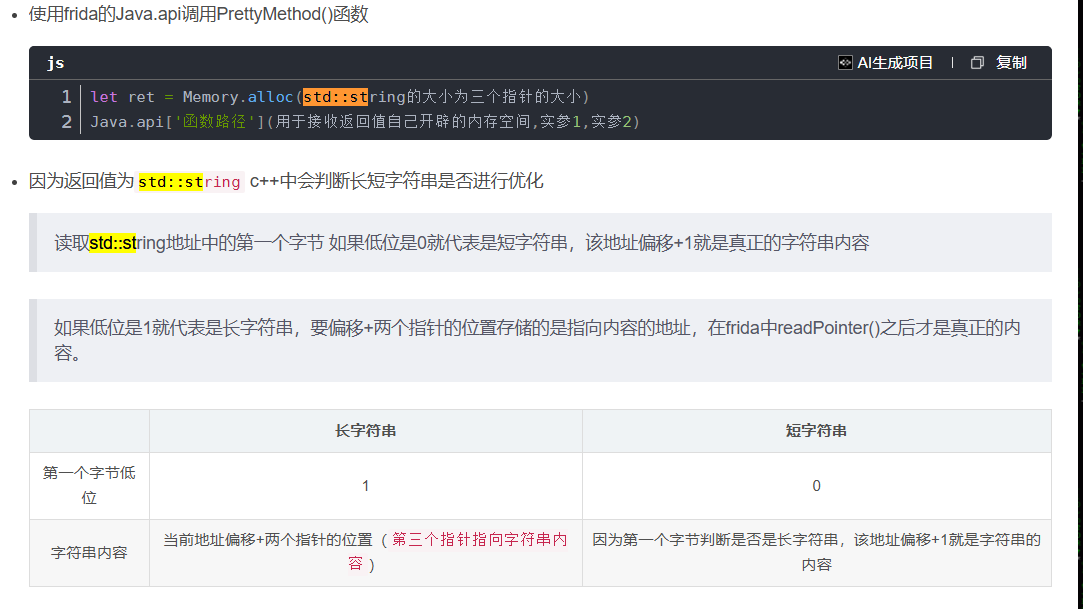 使用frida的Java.api调用PrettyMethod()函数
js
AI生成项目
复制
1 let ret = Memory.alloc(std::string的大小为三个指针的大小)
2 Java.api['函数路径'](用于接收返回值自己开辟的内存空间,实参1,实参2)
因为返回值为 std::string c++中会判断长短字符串是否进行优化
读取std::string地址中的第一个字节 如果低位是0就代表是短字符串，该地址偏移+1就是真正的字符串内容
如果低位是1就代表是长字符串，要偏移+两个指针的位置存储的是指向内容的地址，在frida中readPointer()之后才是真正的内
容。
长字符串 短字符串
第一个字节低
位
1
0
字符串内容
当前地址偏移+两个指针的位置（ 第三个指针指向字符串内
容 ）
因为第一个字节判断是否是长字符串，该地址偏移+1就是字符串的
内容